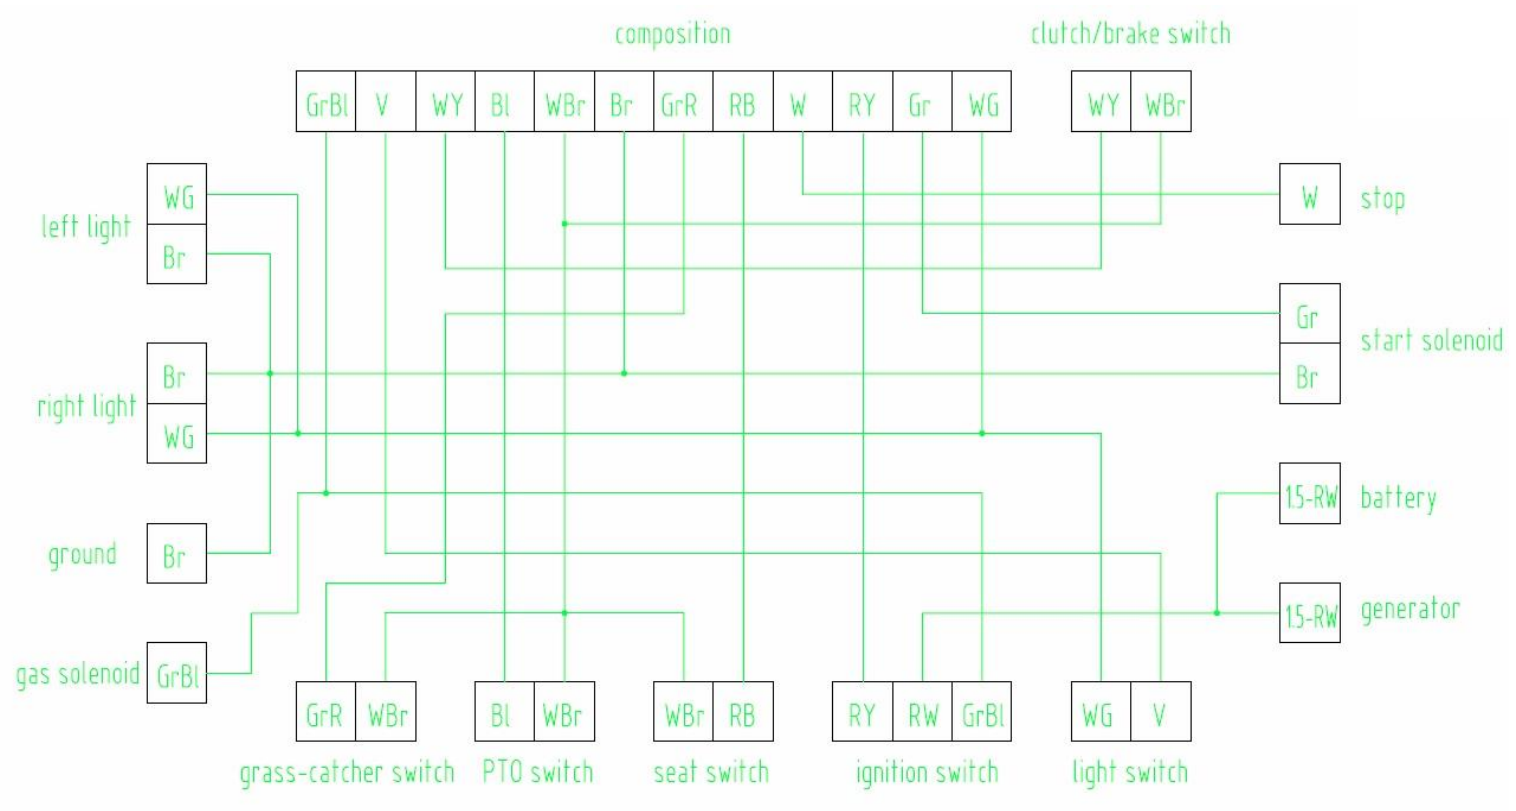 composition
clutch/brake switch
GrBl V WY Bl WBr Br GrR RB W RY Gr WG
WY WBr
WG
left light
Br
W
stop
Gr
start solenoid
Br
Br
right light
WG
1.5-RW
battery
ground
Br
1.5-RW
generator
gas solenoid
GrBl
GrR WBr
Bl WBr
WBr RB
RY RW GrBl
WG V
grass-catcher switch
PTO switch
seat switch
ignition switch
light switch